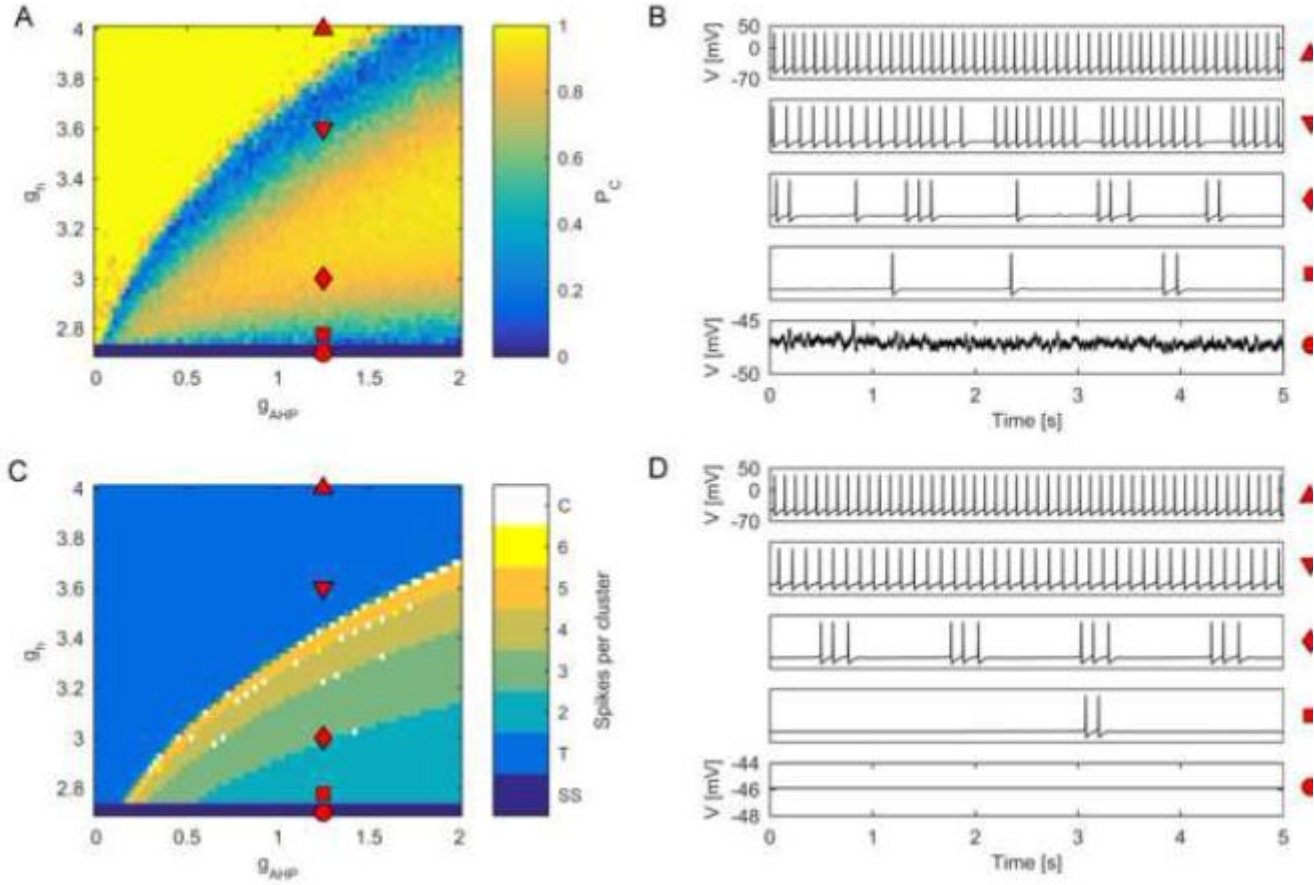 A
4
3.8
3.6
3.4
3.2
3
2.8
g_h
0 0.5 1 1.5 2
g_AHP
1
0.8
0.6
0.4
0.2
0
P_C
B
50
0
-70
V [mV]
-45
-50
V [mV]
0 1 2 3 4 5
Time [s]
C
4
3.8
3.6
3.4
3.2
3
2.8
g_h
0 0.5 1 1.5 2
g_AHP
C
6
5
4
3
2
T
SS
Spikes per cluster
D
50
0
-70
V [mV]
-44
-46
-48
V [mV]
0 1 2 3 4 5
Time [s]